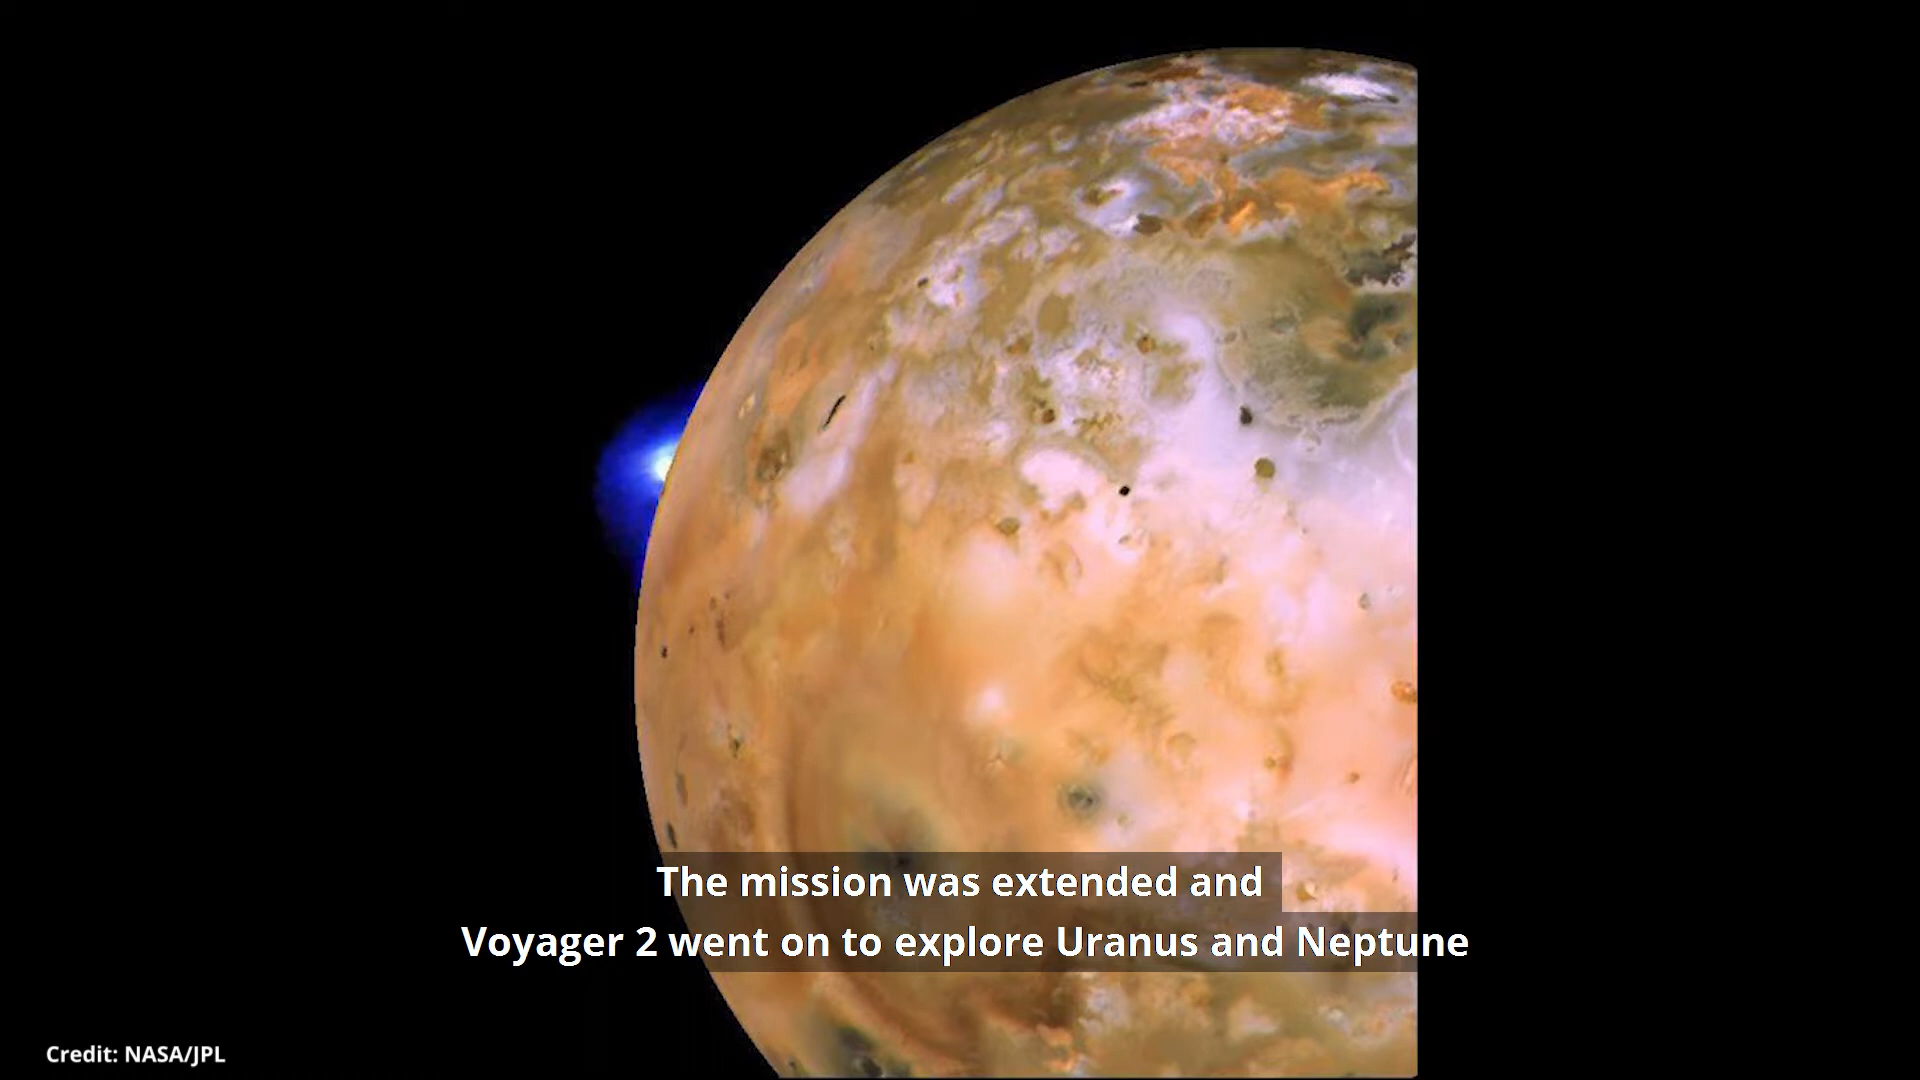 The mission was extended and
Voyager 2 went on to explore Uranus and Neptune
Credit: NASA/JPL